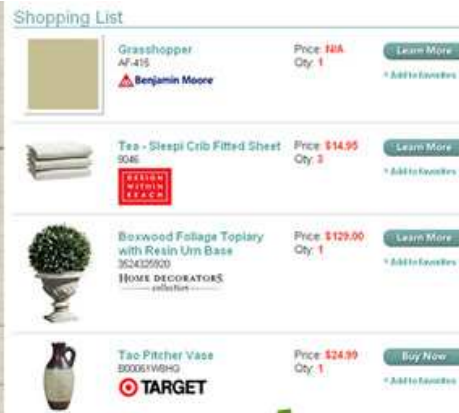 Shopping List
Grasshopper
AF-415
Benjamin Moore
Price: N/A
Qty: 1
Learn More
+ Add to favorites
Tea - Sleepi Crib Fitted Sheet
9046
DESIGN
WITHIN
REACH
Price: $14.95
Qty: 3
Learn More
+ Add to favorites
Boxwood Foliage Topiary
with Resin Urn Base
3524325920
HOME DECORATORS
collection
Price: $129.00
Qty: 1
Learn More
+ Add to favorites
Tao Pitcher Vase
B00061WBHG
TARGET
Price: $24.99
Qty: 1
Buy Now
+ Add to favorites